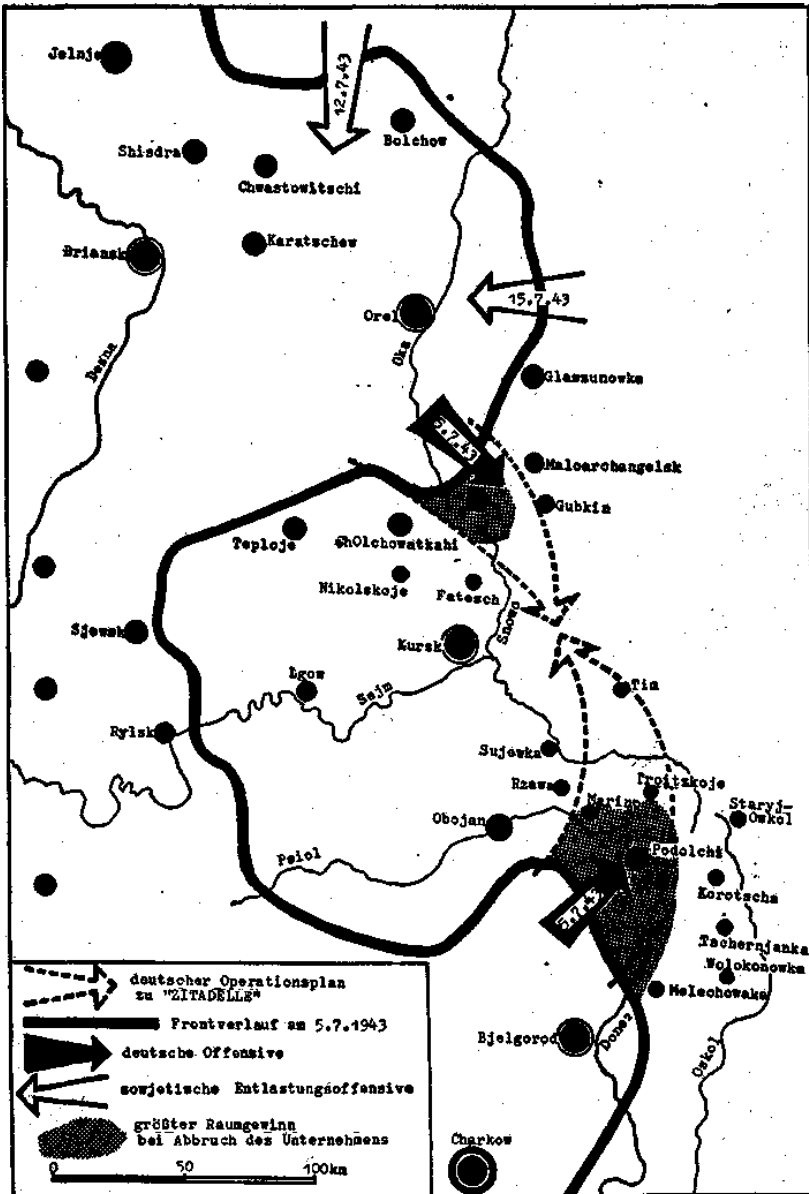 Jelnje
12.7.43
Bolchow
Shisdra
Chwastowitschi
Briansk
Karatschew
15.7.43
Orel
Desna
Oka
Glasunowka
5.7.43
Maloarchangelsk
Gubkin
Teploje
Olchowatka
Nikolskoje
Fatesch
Snowa
Sjewsk
Kursk
Lgow
Sejm
Tim
Rylsk
Sujewka
Rzawa
Troitzkoje
Marino
Staryj-
Oskol
Obojan
Podolchi
Psiol
Korotscha
5.7.43
Tschernjanka
Wolokonowka
Melechowaka
deutscher Operationsplan
zu "ZITADELLE"
Frontverlauf am 5.7.1943
Bjelgorod
Donez
deutsche Offensive
Oskol
sowjetische Entlastungsoffensive
größter Raumgewinn
bei Abbruch des Unternehmens
Charkow
0 50 100km